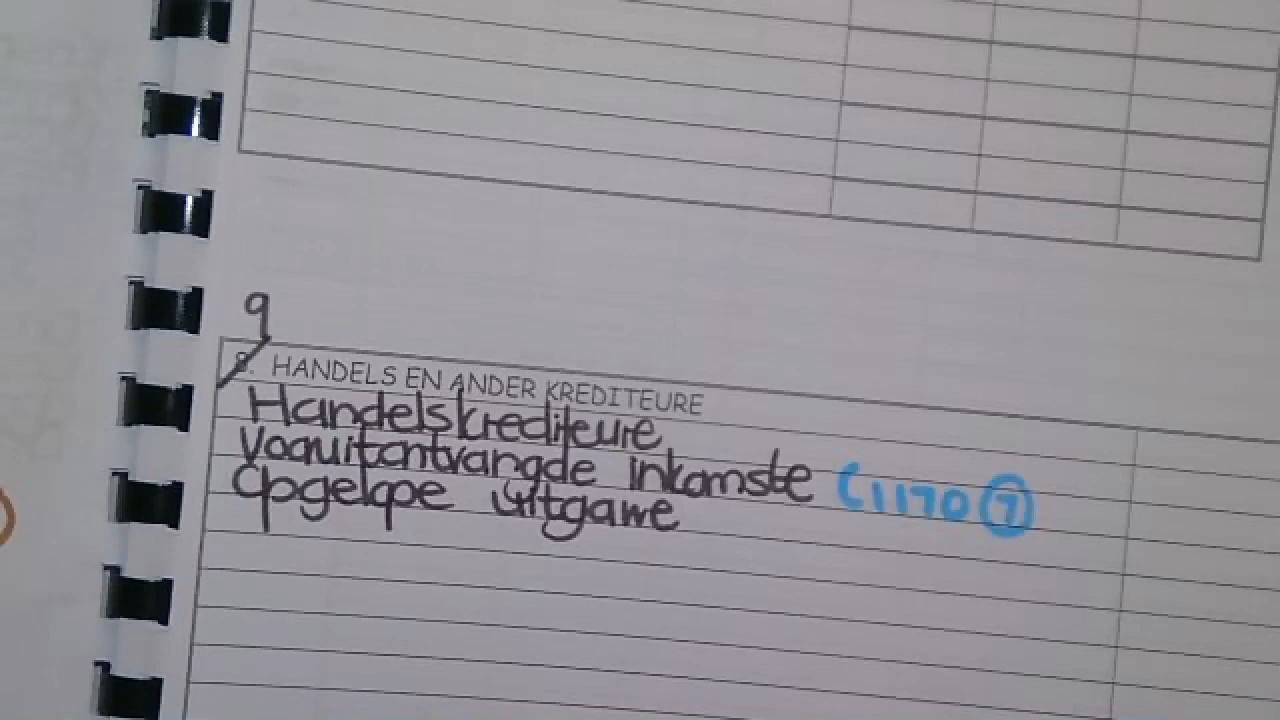 9
8. HANDELS EN ANDER KREDITEURE
Handelskrediteure
Vooruitontvangde inkomste (1170 7
Opgelope uitgawe